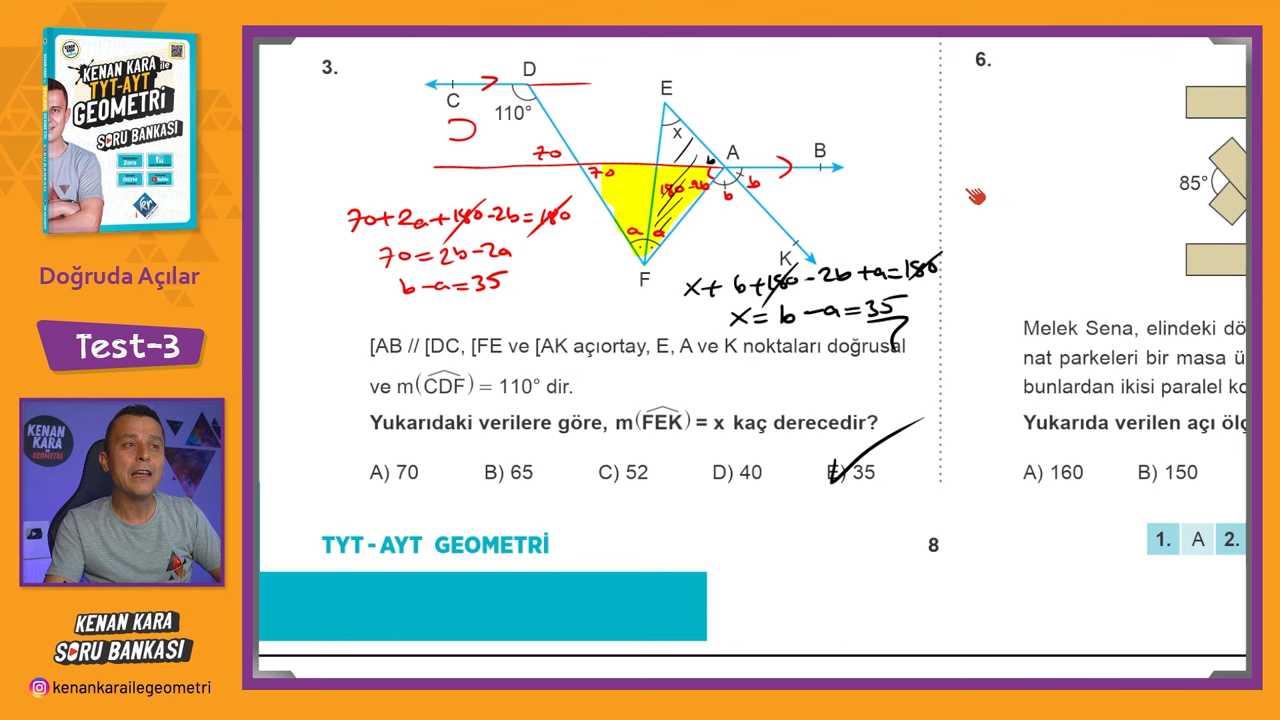 KENAN KARA ile
TYT-AYT
GEOMETRİ
SORU BANKASI
Doğruda Açılar
Test-3
KENAN KARA
ile
GEOMETRİ
KENAN KARA
SORU BANKASI
kenankarailegeometri
3.
D
C
110°
E
x
A
B
K
F
70
70
180-2b
a a
b
b
b
70+2a+180-2b=180
70=2b-2a
b-a=35
x+b+180-2b+a=180
x=b-a=35
[AB // [DC, [FE ve [AK açıortay, E, A ve K noktaları doğrusal
ve m(CDF) = 110° dir.
Yukarıdaki verilere göre, m(FEK) = x kaç derecedir?
A) 70 B) 65 C) 52 D) 40 E) 35
TYT - AYT GEOMETRİ
8
6.
85°
Melek Sena, elindeki dö
nat parkeleri bir masa ü
bunlardan ikisi paralel ko
Yukarıda verilen açı ölç
A) 160 B) 150
1. A 2.